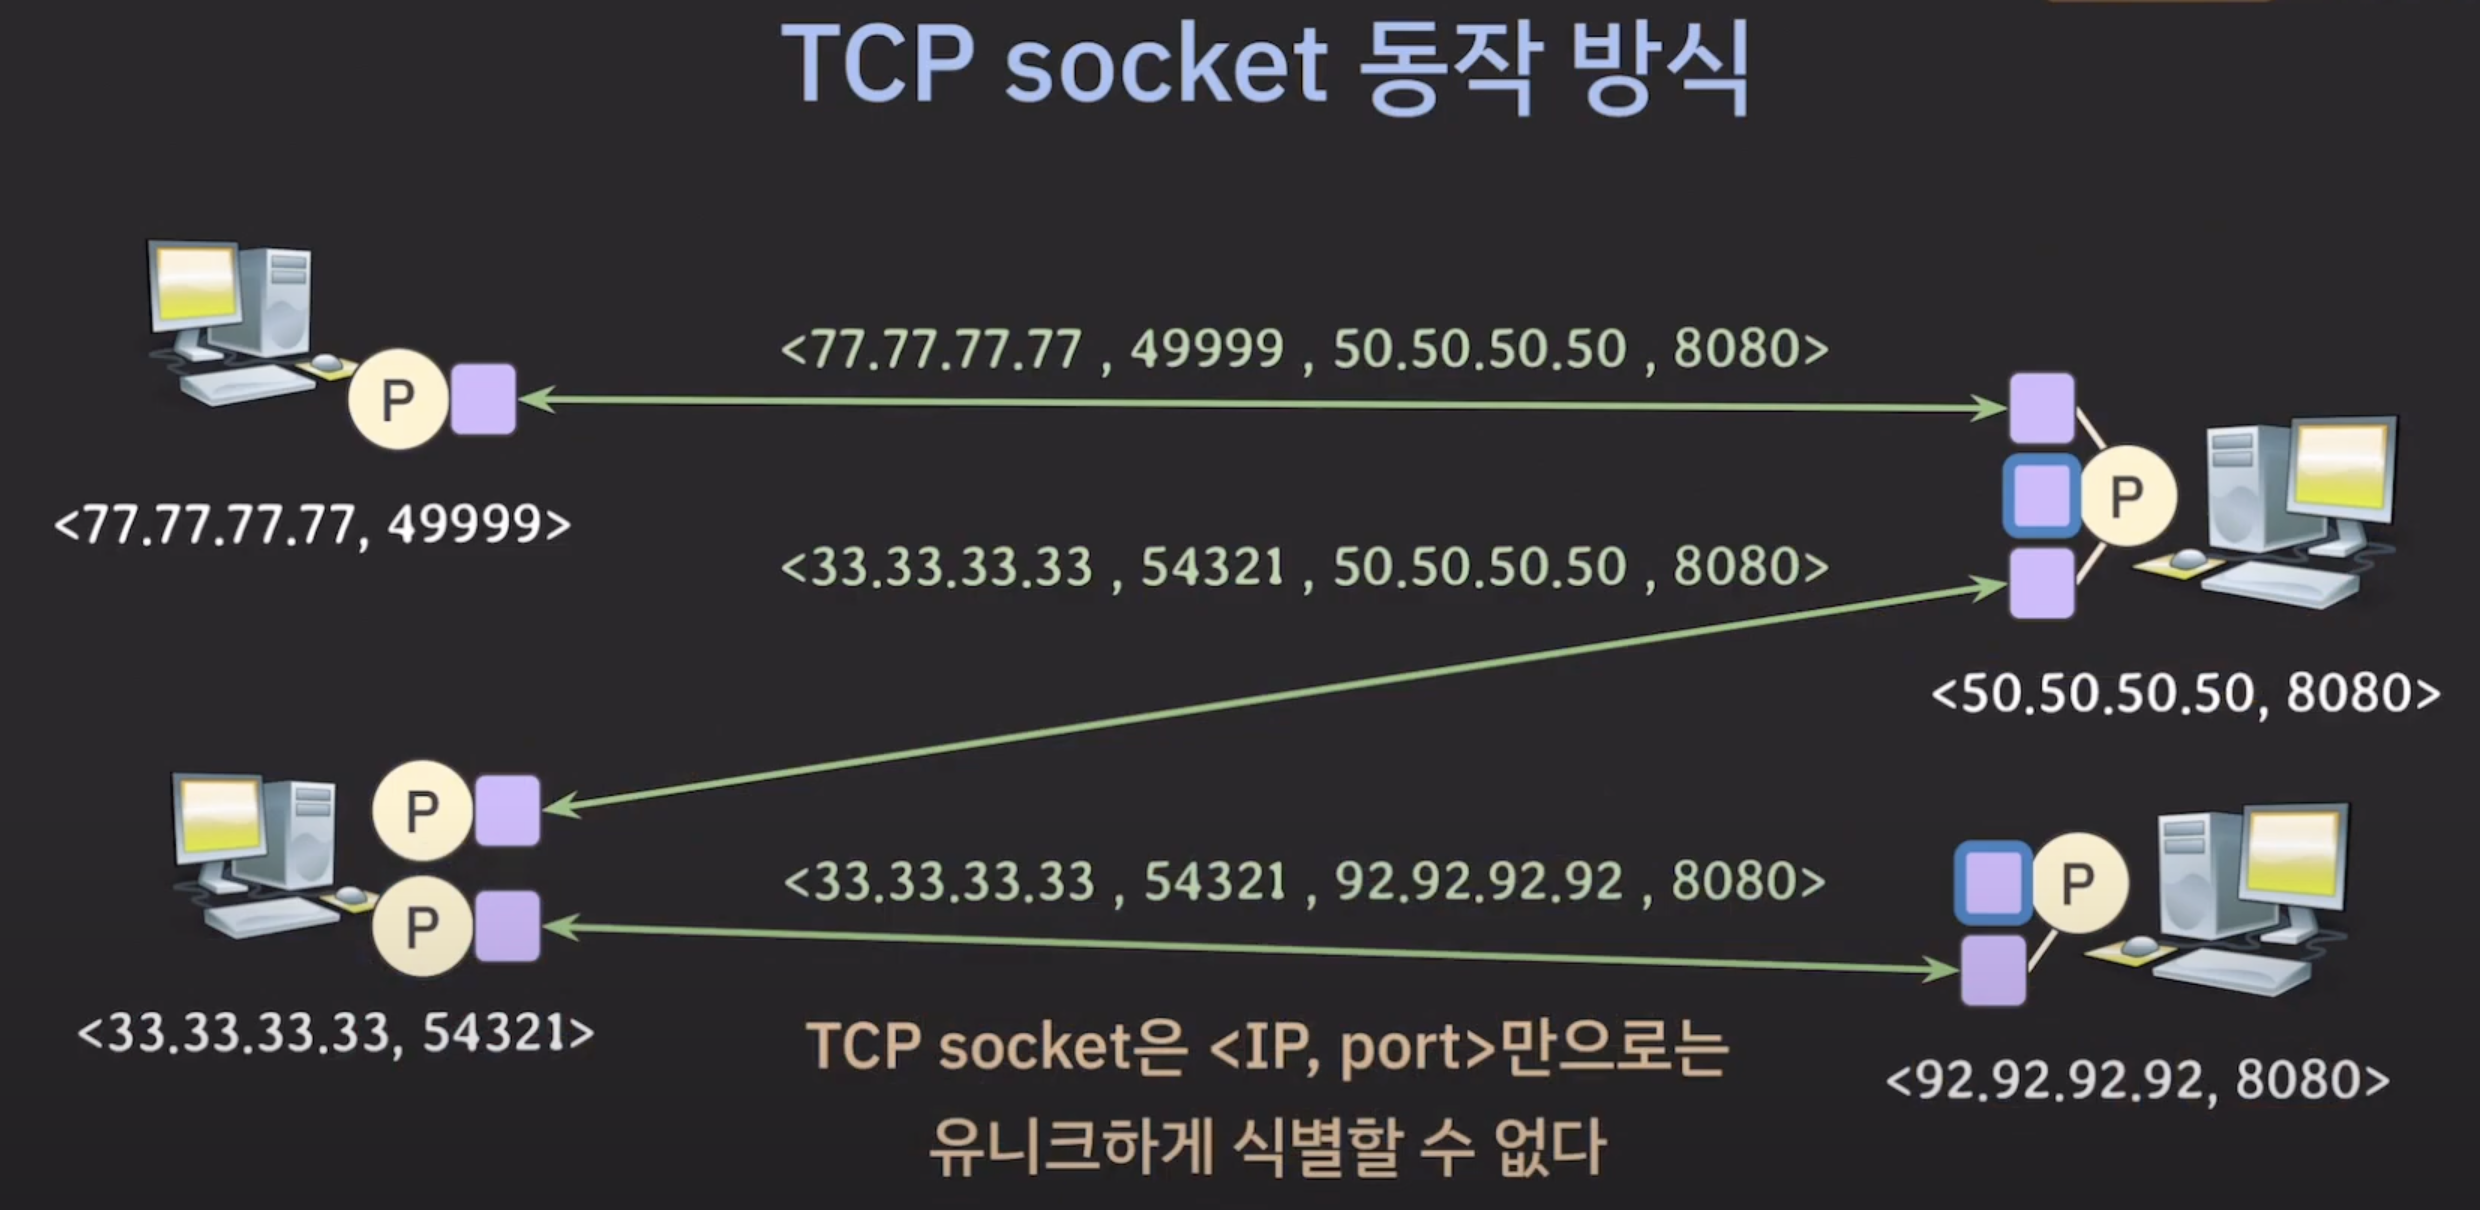 TCP socket 동작 방식
<77.77.77.77 , 49999 , 50.50.50.50 , 8080>
P
P
<77.77.77.77, 49999>
<33.33.33.33 , 54321 , 50.50.50.50 , 8080>
<50.50.50.50, 8080>
P
<33.33.33.33 , 54321 , 92.92.92.92 , 8080>
P
P
<33.33.33.33, 54321>
TCP socket은 <IP, port>만으로는
유니크하게 식별할 수 없다
<92.92.92.92, 8080>